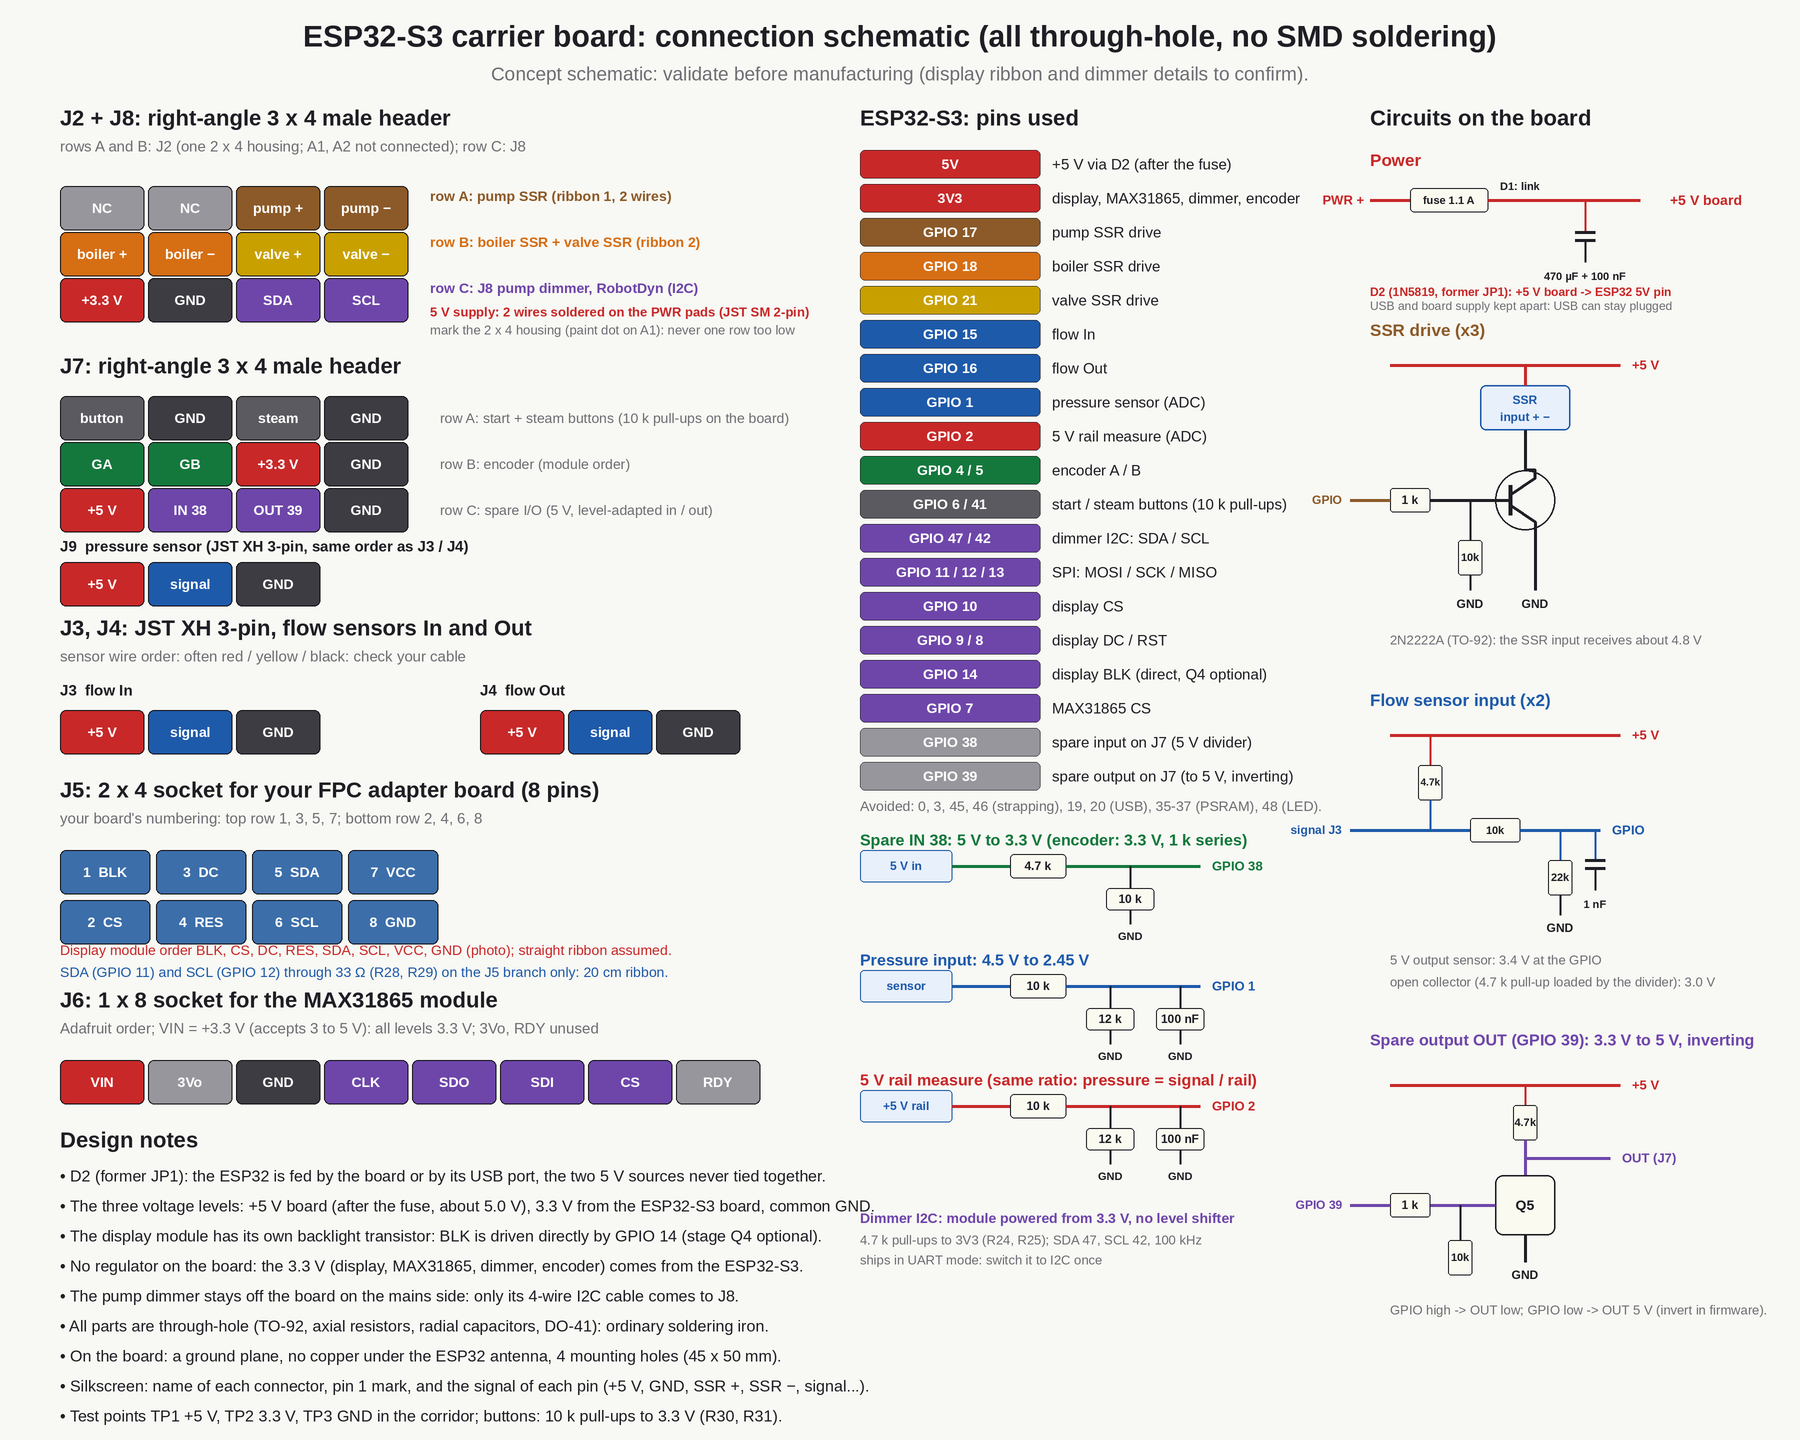 ESP32-S3 carrier board: connection schematic (all through-hole, no SMD soldering)
Concept schematic: validate before manufacturing (display ribbon and dimmer details to confirm).
J2 + J8: right-angle 3 x 4 male header
rows A and B: J2 (one 2 x 4 housing; A1, A2 not connected); row C: J8
NC NC pump + pump −
row A: pump SSR (ribbon 1, 2 wires)
boiler + boiler − valve + valve −
row B: boiler SSR + valve SSR (ribbon 2)
+3.3 V GND SDA SCL
row C: J8 pump dimmer, RobotDyn (I2C)
5 V supply: 2 wires soldered on the PWR pads (JST SM 2-pin)
mark the 2 x 4 housing (paint dot on A1): never one row too low
J7: right-angle 3 x 4 male header
button GND steam GND
row A: start + steam buttons (10 k pull-ups on the board)
GA GB +3.3 V GND
row B: encoder (module order)
+5 V IN 38 OUT 39 GND
row C: spare I/O (5 V, level-adapted in / out)
J9 pressure sensor (JST XH 3-pin, same order as J3 / J4)
+5 V signal GND
J3, J4: JST XH 3-pin, flow sensors In and Out
sensor wire order: often red / yellow / black: check your cable
J3 flow In
+5 V signal GND
J4 flow Out
+5 V signal GND
J5: 2 x 4 socket for your FPC adapter board (8 pins)
your board's numbering: top row 1, 3, 5, 7; bottom row 2, 4, 6, 8
1 BLK 3 DC 5 SDA 7 VCC
2 CS 4 RES 6 SCL 8 GND
Display module order BLK, CS, DC, RES, SDA, SCL, VCC, GND (photo); straight ribbon assumed.
SDA (GPIO 11) and SCL (GPIO 12) through 33 Ω (R28, R29) on the J5 branch only: 20 cm ribbon.
J6: 1 x 8 socket for the MAX31865 module
Adafruit order; VIN = +3.3 V (accepts 3 to 5 V): all levels 3.3 V; 3Vo, RDY unused
VIN 3Vo GND CLK SDO SDI CS RDY
Design notes
• D2 (former JP1): the ESP32 is fed by the board or by its USB port, the two 5 V sources never tied together.
• The three voltage levels: +5 V board (after the fuse, about 5.0 V), 3.3 V from the ESP32-S3 board, common GND.
• The display module has its own backlight transistor: BLK is driven directly by GPIO 14 (stage Q4 optional).
• No regulator on the board: the 3.3 V (display, MAX31865, dimmer, encoder) comes from the ESP32-S3.
• The pump dimmer stays off the board on the mains side: only its 4-wire I2C cable comes to J8.
• All parts are through-hole (TO-92, axial resistors, radial capacitors, DO-41): ordinary soldering iron.
• On the board: a ground plane, no copper under the ESP32 antenna, 4 mounting holes (45 x 50 mm).
• Silkscreen: name of each connector, pin 1 mark, and the signal of each pin (+5 V, GND, SSR +, SSR −, signal...).
• Test points TP1 +5 V, TP2 3.3 V, TP3 GND in the corridor; buttons: 10 k pull-ups to 3.3 V (R30, R31).
ESP32-S3: pins used
5V +5 V via D2 (after the fuse)
3V3 display, MAX31865, dimmer, encoder
GPIO 17 pump SSR drive
GPIO 18 boiler SSR drive
GPIO 21 valve SSR drive
GPIO 15 flow In
GPIO 16 flow Out
GPIO 1 pressure sensor (ADC)
GPIO 2 5 V rail measure (ADC)
GPIO 4 / 5 encoder A / B
GPIO 6 / 41 start / steam buttons (10 k pull-ups)
GPIO 47 / 42 dimmer I2C: SDA / SCL
GPIO 11 / 12 / 13 SPI: MOSI / SCK / MISO
GPIO 10 display CS
GPIO 9 / 8 display DC / RST
GPIO 14 display BLK (direct, Q4 optional)
GPIO 7 MAX31865 CS
GPIO 38 spare input on J7 (5 V divider)
GPIO 39 spare output on J7 (to 5 V, inverting)
Avoided: 0, 3, 45, 46 (strapping), 19, 20 (USB), 35-37 (PSRAM), 48 (LED).
Spare IN 38: 5 V to 3.3 V (encoder: 3.3 V, 1 k series)
5 V in 4.7 k GPIO 38
10 k
GND
Pressure input: 4.5 V to 2.45 V
sensor 10 k GPIO 1
12 k 100 nF
GND GND
5 V rail measure (same ratio: pressure = signal / rail)
+5 V rail 10 k GPIO 2
12 k 100 nF
GND GND
Dimmer I2C: module powered from 3.3 V, no level shifter
4.7 k pull-ups to 3V3 (R24, R25); SDA 47, SCL 42, 100 kHz
ships in UART mode: switch it to I2C once
Circuits on the board
Power
D1: link
PWR + fuse 1.1 A +5 V board
470 µF + 100 nF
D2 (1N5819, former JP1): +5 V board -> ESP32 5V pin
USB and board supply kept apart: USB can stay plugged
SSR drive (x3)
+5 V
SSR
input + −
GPIO 1 k
10k
GND GND
2N2222A (TO-92): the SSR input receives about 4.8 V
Flow sensor input (x2)
+5 V
4.7k
signal J3 10k GPIO
22k
1 nF
GND
5 V output sensor: 3.4 V at the GPIO
open collector (4.7 k pull-up loaded by the divider): 3.0 V
Spare output OUT (GPIO 39): 3.3 V to 5 V, inverting
+5 V
4.7k
OUT (J7)
GPIO 39 1 k Q5
10k
GND
GPIO high -> OUT low; GPIO low -> OUT 5 V (invert in firmware).